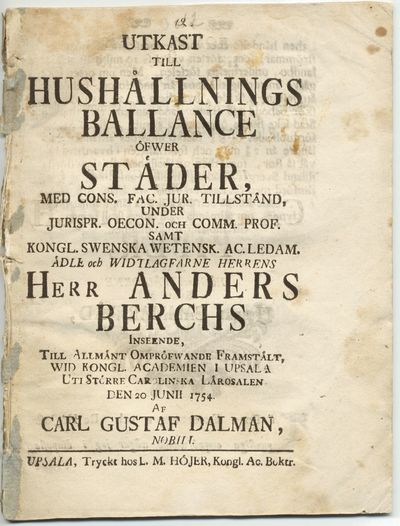 UTKAST
TILL
HUSHÅLLNINGS
BALLANCE
ÖFWER
STÄDER,
MED CONS. FAC. JUR. TILLSTÅND,
UNDER
JURISPR. OECON. OCH COMM. PROF.
SAMT
KONGL. SWENSKA WETENSK. AC. LEDAM.
ÄDLE och WIDTLAGFARNE HERRENS
HERR ANDERS
BERCHS
INSEENDE,
TILL ALLMÄNT OMPRÖFWANDE FRAMSTÄLT,
WID KONGL. ACADEMIEN I UPSALA
UTI STÖRRE CAROLINSKA LÄROSALEN
DEN 20 JUNII 1754.
AF
CARL GUSTAF DALMAN,
NOBILI.
UPSALA, Tryckt hos L. M. HÖJER, Kongl. Ac. Boktr.